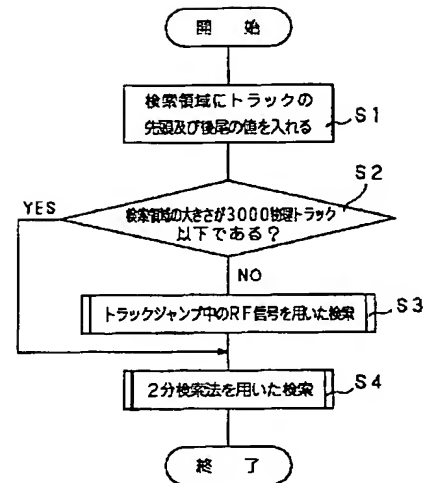 開 始
検索領域にトラックの
先頭及び後尾の値を入れる
S1
S2
検索領域の大きさが3000物理トラック
以下である？
YES
NO
トラックジャンプ中のRF信号を用いた検索
S3
2分検索法を用いた検索
S4
終 了